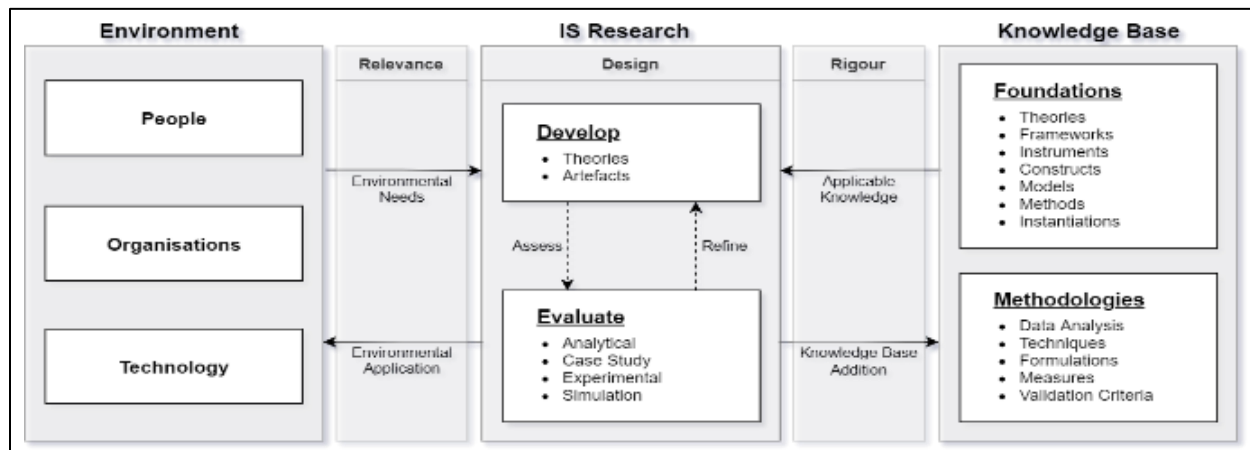 Environment
People
Organisations
Technology
Relevance
Environmental
Needs
Environmental
Application
IS Research
Design
Develop
Theories
Artefacts
Assess
Refine
Evaluate
Analytical
Case Study
Experimental
Simulation
Rigour
Applicable
Knowledge
Knowledge Base
Addition
Knowledge Base
Foundations
Theories
Frameworks
Instruments
Constructs
Models
Methods
Instantiations
Methodologies
Data Analysis
Techniques
Formulations
Measures
Validation Criteria